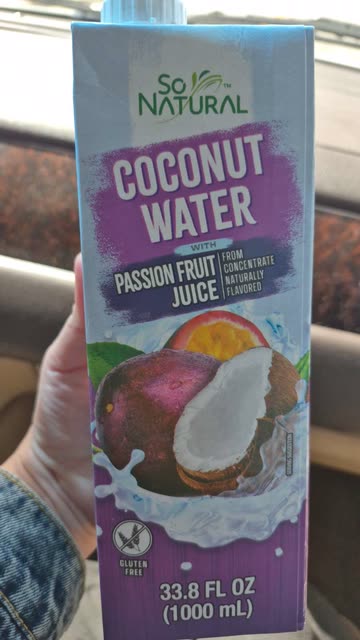 SO
NATURAL™
COCONUT
WATER
WITH
PASSION FRUIT
JUICE
FROM
CONCENTRATE
NATURALLY
FLAVORED
GLUTEN
FREE
33.8 FL OZ
(1000 mL)